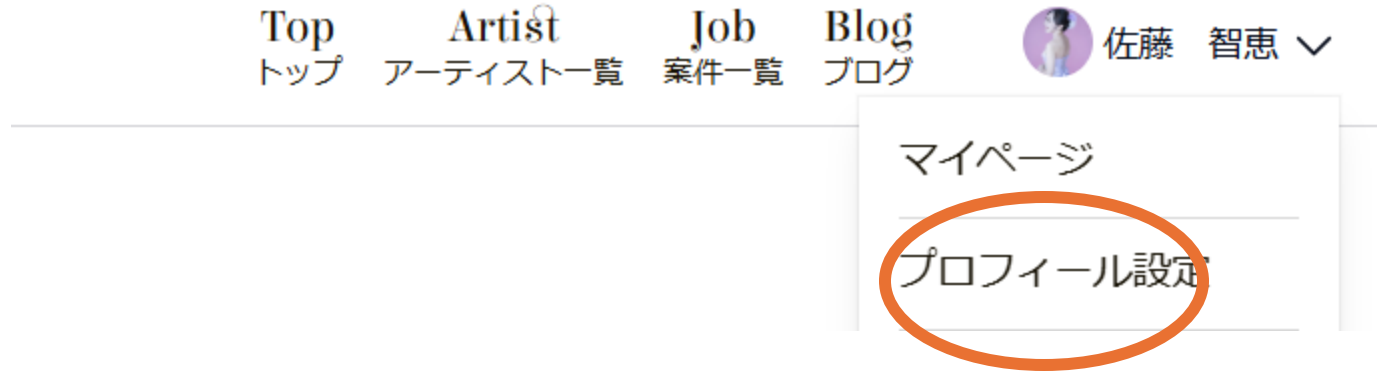 Top Artist Job Blog
トップ アーティスト一覧 案件一覧 ブログ
佐藤 智恵
マイページ
プロフィール設定